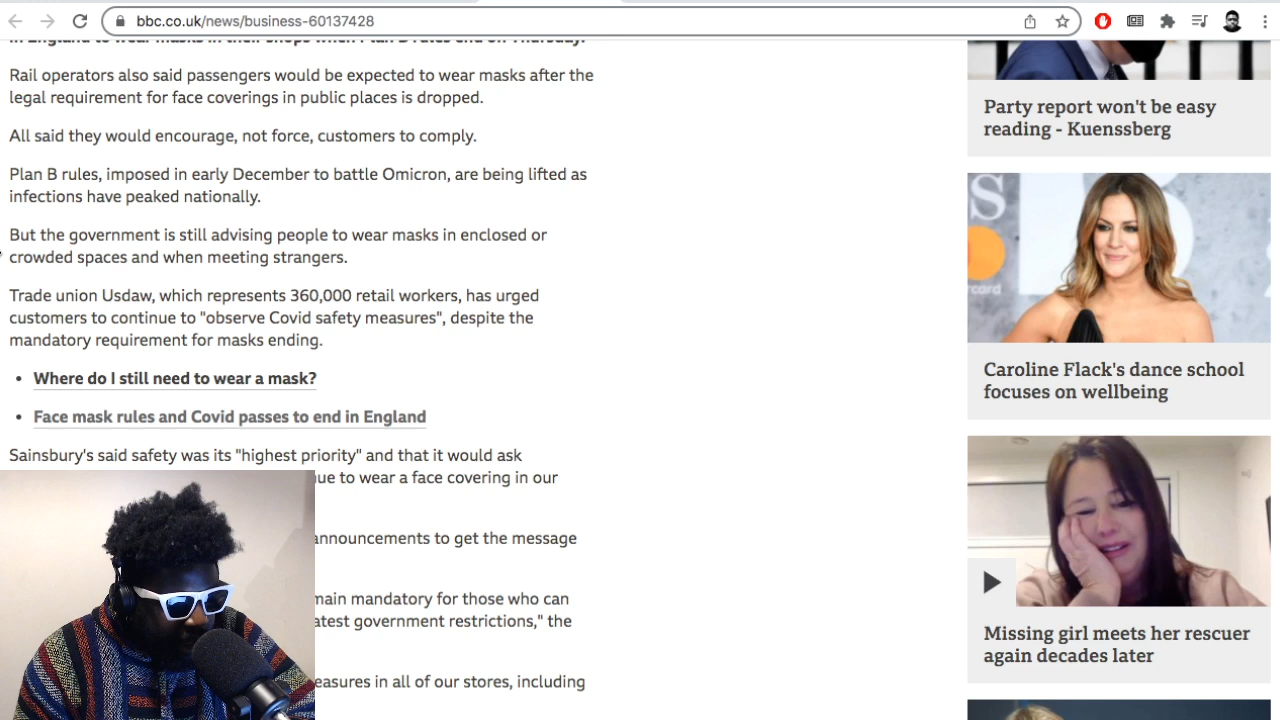 bbc.co.uk/news/business-60137428
in England to wear masks in their shops when Plan B rules end on Thursday.
Rail operators also said passengers would be expected to wear masks after the
legal requirement for face coverings in public places is dropped.
All said they would encourage, not force, customers to comply.
Plan B rules, imposed in early December to battle Omicron, are being lifted as
infections have peaked nationally.
But the government is still advising people to wear masks in enclosed or
crowded spaces and when meeting strangers.
Trade union Usdaw, which represents 360,000 retail workers, has urged
customers to continue to "observe Covid safety measures", despite the
mandatory requirement for masks ending.
• Where do I still need to wear a mask?
• Face mask rules and Covid passes to end in England
Sainsbury's said safety was its "highest priority" and that it would ask
to wear a face covering in our
announcements to get the message
mandatory for those who can
government restrictions," the
in all of our stores, including
Party report won't be easy
reading - Kuenssberg
S
card
Caroline Flack's dance school
focuses on wellbeing
Missing girl meets her rescuer
again decades later